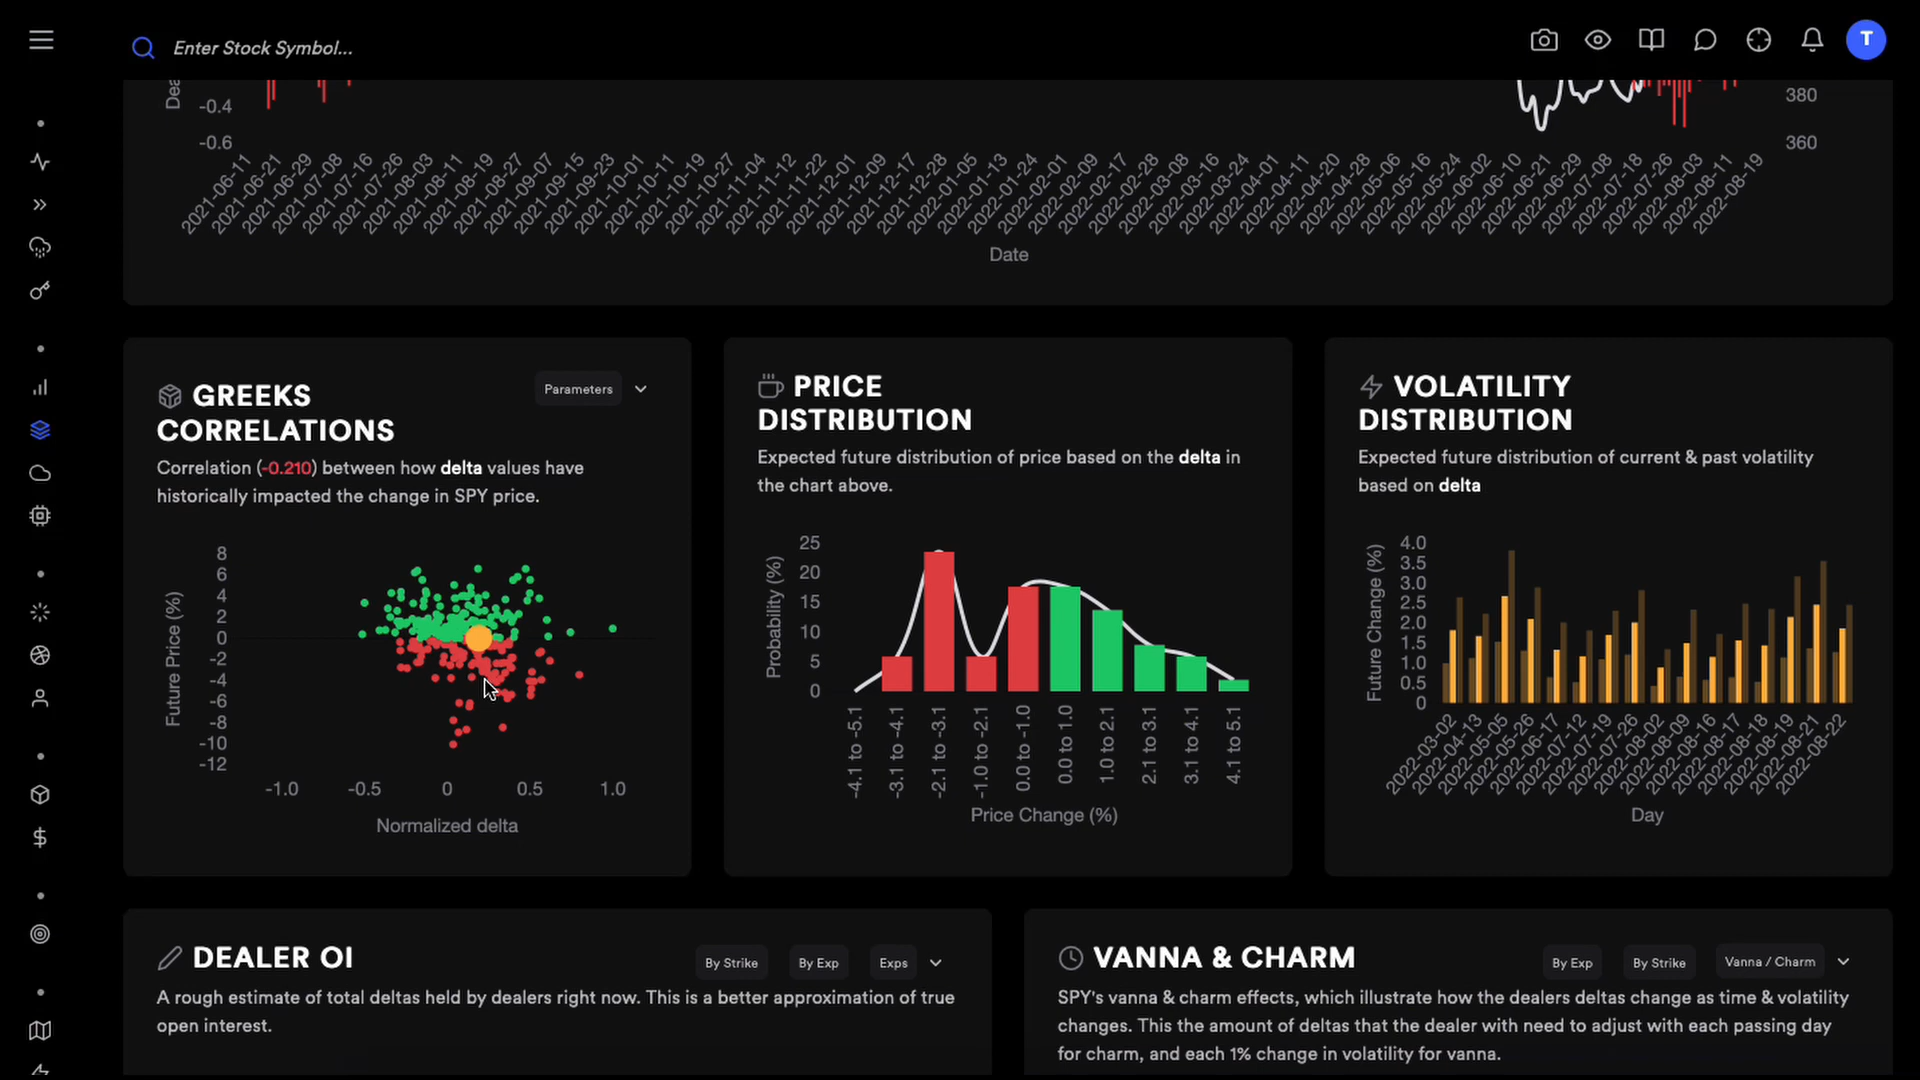 Enter Stock Symbol...
T
Dea
-0.4
-0.6
380
360
2021-06-11
2021-06-21
2021-06-29
2021-07-08
2021-07-16
2021-07-26
2021-08-03
2021-08-11
2021-08-19
2021-08-27
2021-09-07
2021-09-15
2021-09-23
2021-10-01
2021-10-11
2021-10-19
2021-10-27
2021-11-04
2021-11-12
2021-11-22
2021-12-01
2021-12-09
2021-12-17
2021-12-28
2022-01-05
2022-01-13
2022-01-24
2022-02-01
2022-02-09
2022-02-17
2022-02-28
2022-03-08
2022-03-16
2022-03-24
2022-04-01
2022-04-11
2022-04-20
2022-04-28
2022-05-06
2022-05-16
2022-05-24
2022-06-02
2022-06-10
2022-06-21
2022-06-29
2022-07-08
2022-07-18
2022-07-26
2022-08-03
2022-08-11
2022-08-19
Date
GREEKS
CORRELATIONS
Parameters
Correlation (-0.210) between how delta values have
historically impacted the change in SPY price.
Future Price (%)
8
6
4
2
0
-2
-4
-6
-8
-10
-12
-1.0
-0.5
0
0.5
1.0
Normalized delta
PRICE
DISTRIBUTION
Expected future distribution of price based on the delta in
the chart above.
Probability (%)
25
20
15
10
5
0
-4.1 to -5.1
-3.1 to -4.1
-2.1 to -3.1
-1.0 to -2.1
0.0 to -1.0
0.0 to 1.0
1.0 to 2.1
2.1 to 3.1
3.1 to 4.1
4.1 to 5.1
Price Change (%)
VOLATILITY
DISTRIBUTION
Expected future distribution of current & past volatility
based on delta
Future Change (%)
4.0
3.5
3.0
2.5
2.0
1.5
1.0
0.5
0
2022-03-02
2022-04-13
2022-05-05
2022-05-26
2022-06-17
2022-07-12
2022-07-19
2022-07-26
2022-08-02
2022-08-09
2022-08-16
2022-08-17
2022-08-18
2022-08-19
2022-08-21
2022-08-22
Day
DEALER OI
By Strike
By Exp
Exps
A rough estimate of total deltas held by dealers right now. This is a better approximation of true
open interest.
VANNA & CHARM
By Exp
By Strike
Vanna / Charm
SPY's vanna & charm effects, which illustrate how the dealers deltas change as time & volatility
changes. This the amount of deltas that the dealer with need to adjust with each passing day
for charm, and each 1% change in volatility for vanna.